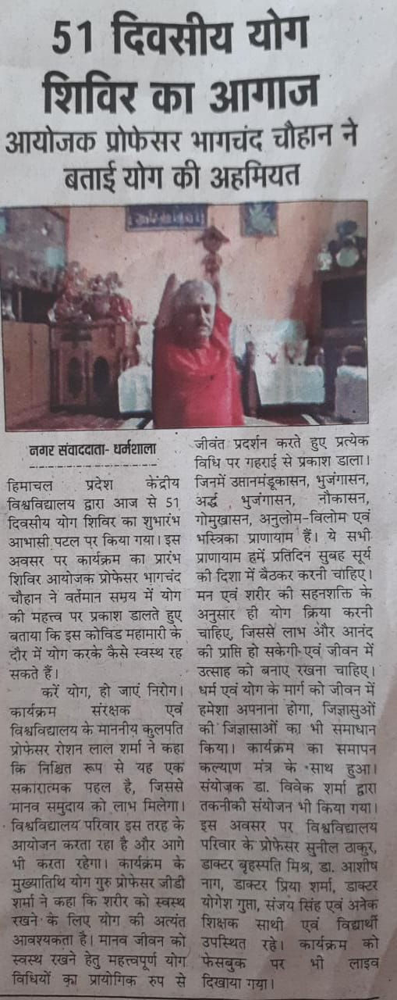 51 दिवसीय योग
शिविर का आगाज
आयोजक प्रोफेसर भागचंद चौहान ने
बताई योग की अहमियत
नगर संवाददाता- धर्मशाला
हिमाचल प्रदेश केंद्रीय
विश्वविद्यालय द्वारा आज से 51
दिवसीय योग शिविर का शुभारंभ
आभासी पटल पर किया गया। इस
अवसर पर कार्यक्रम का प्रारंभ
शिविर आयोजक प्रोफेसर भागचंद
चौहान ने वर्तमान समय में योग
की महत्त्व पर प्रकाश डालते हुए
बताया कि इस कोविड महामारी के
दौर में योग करके कैसे स्वस्थ रह
सकते हैं।
करें योग, हो जाएं निरोग।
कार्यक्रम संरक्षक एवं
विश्वविद्यालय के माननीय कुलपति
प्रोफेसर रोशन लाल शर्मा ने कहा
कि निश्चित रूप से यह एक
सकारात्मक पहल है, जिससे
मानव समुदाय को लाभ मिलेगा।
विश्वविद्यालय परिवार इस तरह के
आयोजन करता रहा है और आगे
भी करता रहेगा। कार्यक्रम के
मुख्यातिथि योग गुरु प्रोफेसर जीडी
शर्मा ने कहा कि शरीर को स्वस्थ
रखने के लिए योग की अत्यंत
आवश्यकता है। मानव जीवन को
स्वस्थ रखने हेतु महत्त्वपूर्ण योग
विधियों का प्रायोगिक रुप से
जीवंत प्रदर्शन करते हुए प्रत्येक
विधि पर गहराई से प्रकाश डाला।
जिनमें उत्तानमंडूकासन, भुजंगासन,
अर्द्ध भुजंगासन, नौकासन,
गोमुखासन, अनुलोम-विलोम एवं
भस्त्रिका प्राणायाम हैं। ये सभी
प्राणायाम हमें प्रतिदिन सुबह सूर्य
की दिशा में बैठकर करनी चाहिए।
मन एवं शरीर की सहनशक्ति के
अनुसार ही योग क्रिया करनी
चाहिए, जिससे लाभ और आनंद
की प्राप्ति हो सकेगी एवं जीवन में
उत्साह को बनाए रखना चाहिए।
धर्म एवं योग के मार्ग को जीवन में
हमेशा अपनाना होगा, जिज्ञासुओं
की जिज्ञासाओं का भी समाधान
किया। कार्यक्रम का समापन
कल्याण मंत्र के साथ हुआ।
संयोजक डा. विवेक शर्मा द्वारा
तकनीकी संयोजन भी किया गया।
इस अवसर पर विश्वविद्यालय
परिवार के प्रोफेसर सुनील ठाकुर,
डाक्टर बृहस्पति मिश्र, डा. आशीष
नाग, डाक्टर प्रिया शर्मा, डाक्टर
योगेश गुप्ता, संजय सिंह एवं अनेक
शिक्षक साथी एवं विद्यार्थी
उपस्थित रहे। कार्यक्रम को
फेसबुक पर भी लाइव
दिखाया गया।